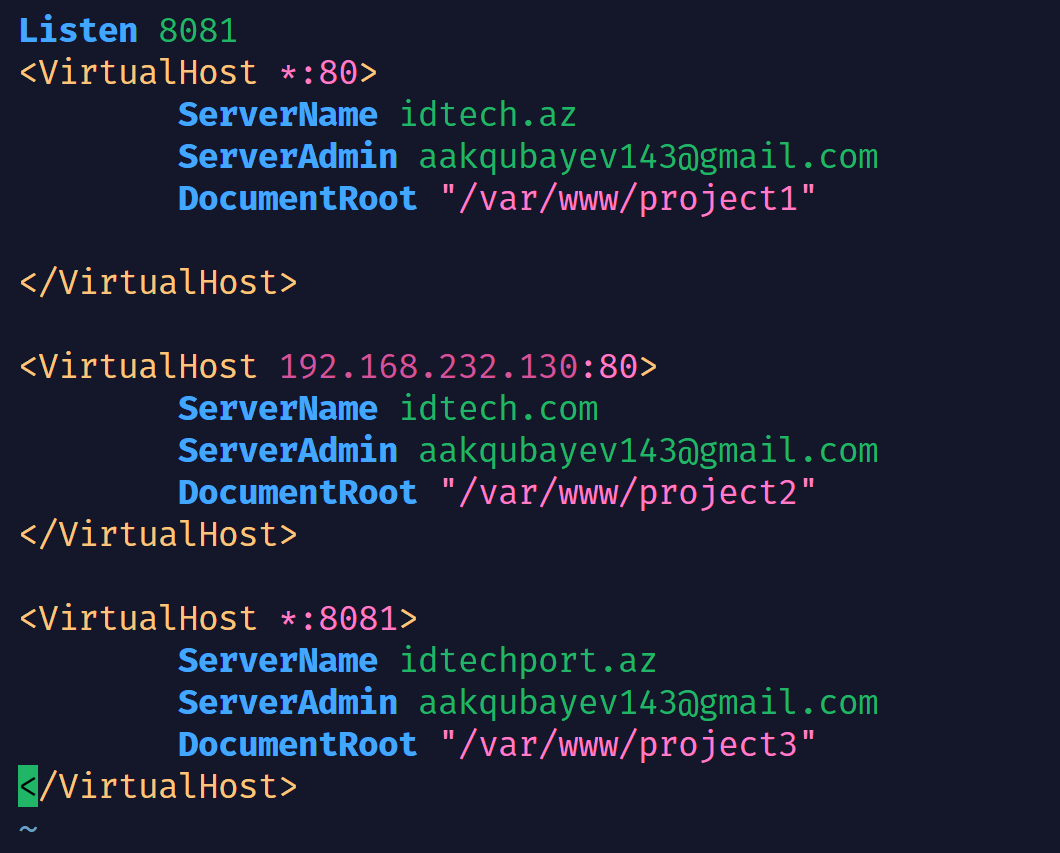 Listen 8081
<VirtualHost *:80>
        ServerName idtech.az
        ServerAdmin aakqubayev143@gmail.com
        DocumentRoot "/var/www/project1"

</VirtualHost>

<VirtualHost 192.168.232.130:80>
        ServerName idtech.com
        ServerAdmin aakqubayev143@gmail.com
        DocumentRoot "/var/www/project2"
</VirtualHost>

<VirtualHost *:8081>
        ServerName idtechport.az
        ServerAdmin aakqubayev143@gmail.com
        DocumentRoot "/var/www/project3"
</VirtualHost>
~